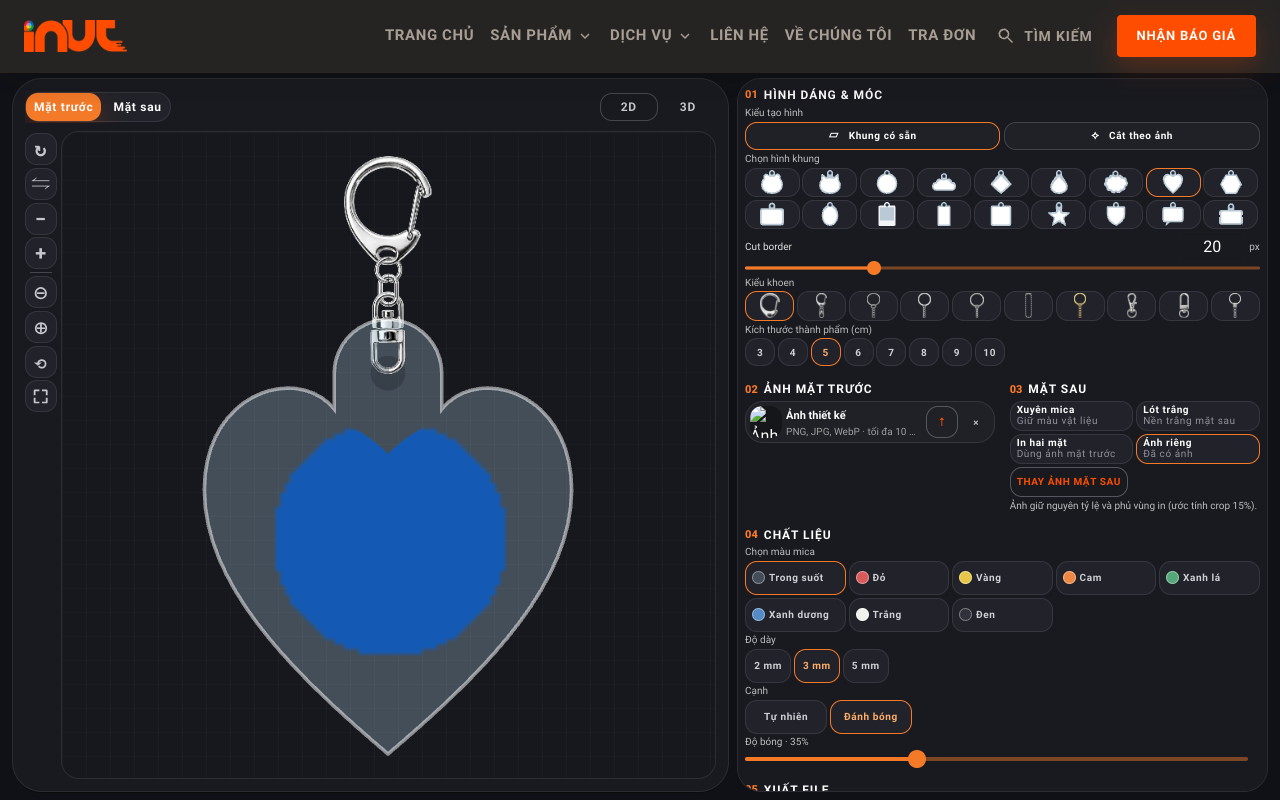 inut
TRANG CHỦ SẢN PHẨM DỊCH VỤ LIÊN HỆ VỀ CHÚNG TÔI TRA ĐƠN TÌM KIẾM NHẬN BÁO GIÁ
Mặt trước Mặt sau 2D 3D
01 HÌNH DÁNG & MÓC
Kiểu tạo hình
Khung có sẵn Cắt theo ảnh
Chọn hình khung
Cut border 20 px
Kiểu khoen
Kích thước thành phẩm (cm)
3 4 5 6 7 8 9 10
02 ẢNH MẶT TRƯỚC
Ảnh thiết kế
PNG, JPG, WebP · tối đa 10 ...
03 MẶT SAU
Xuyên mica
Giữ màu vật liệu
Lót trắng
Nền trắng mặt sau
In hai mặt
Dùng ảnh mặt trước
Ảnh riêng
Đã có ảnh
THAY ẢNH MẶT SAU
Ảnh giữ nguyên tỷ lệ và phủ vùng in (ước tính crop 15%).
04 CHẤT LIỆU
Chọn màu mica
Trong suốt Đỏ Vàng Cam Xanh lá
Xanh dương Trắng Đen
Độ dày
2 mm 3 mm 5 mm
Cạnh
Tự nhiên Đánh bóng
Độ bóng · 35%
05 XUẤT FILE